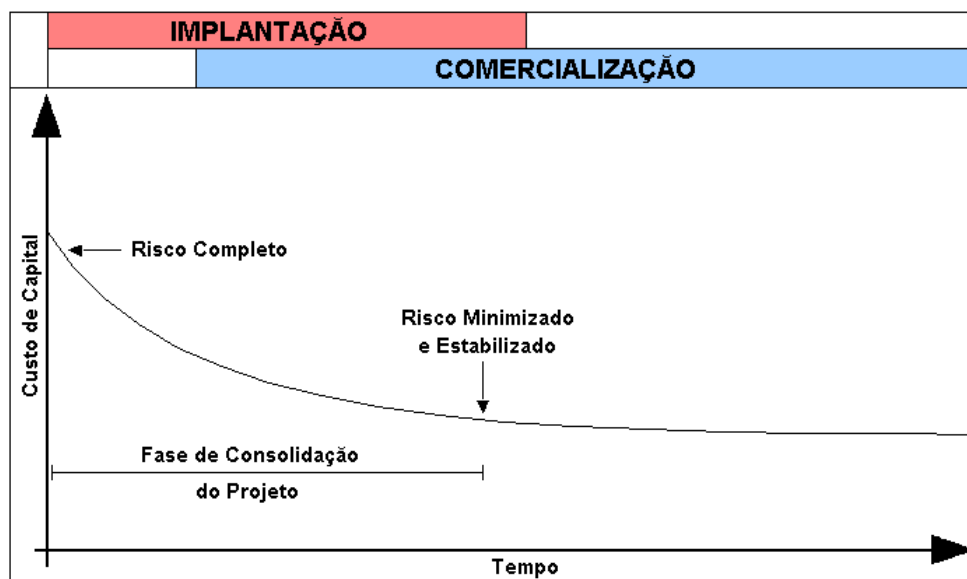 IMPLANTAÇÃO
COMERCIALIZAÇÃO
Custo de Capital
Risco Completo
Risco Minimizado
e Estabilizado
Fase de Consolidação
do Projeto
Tempo